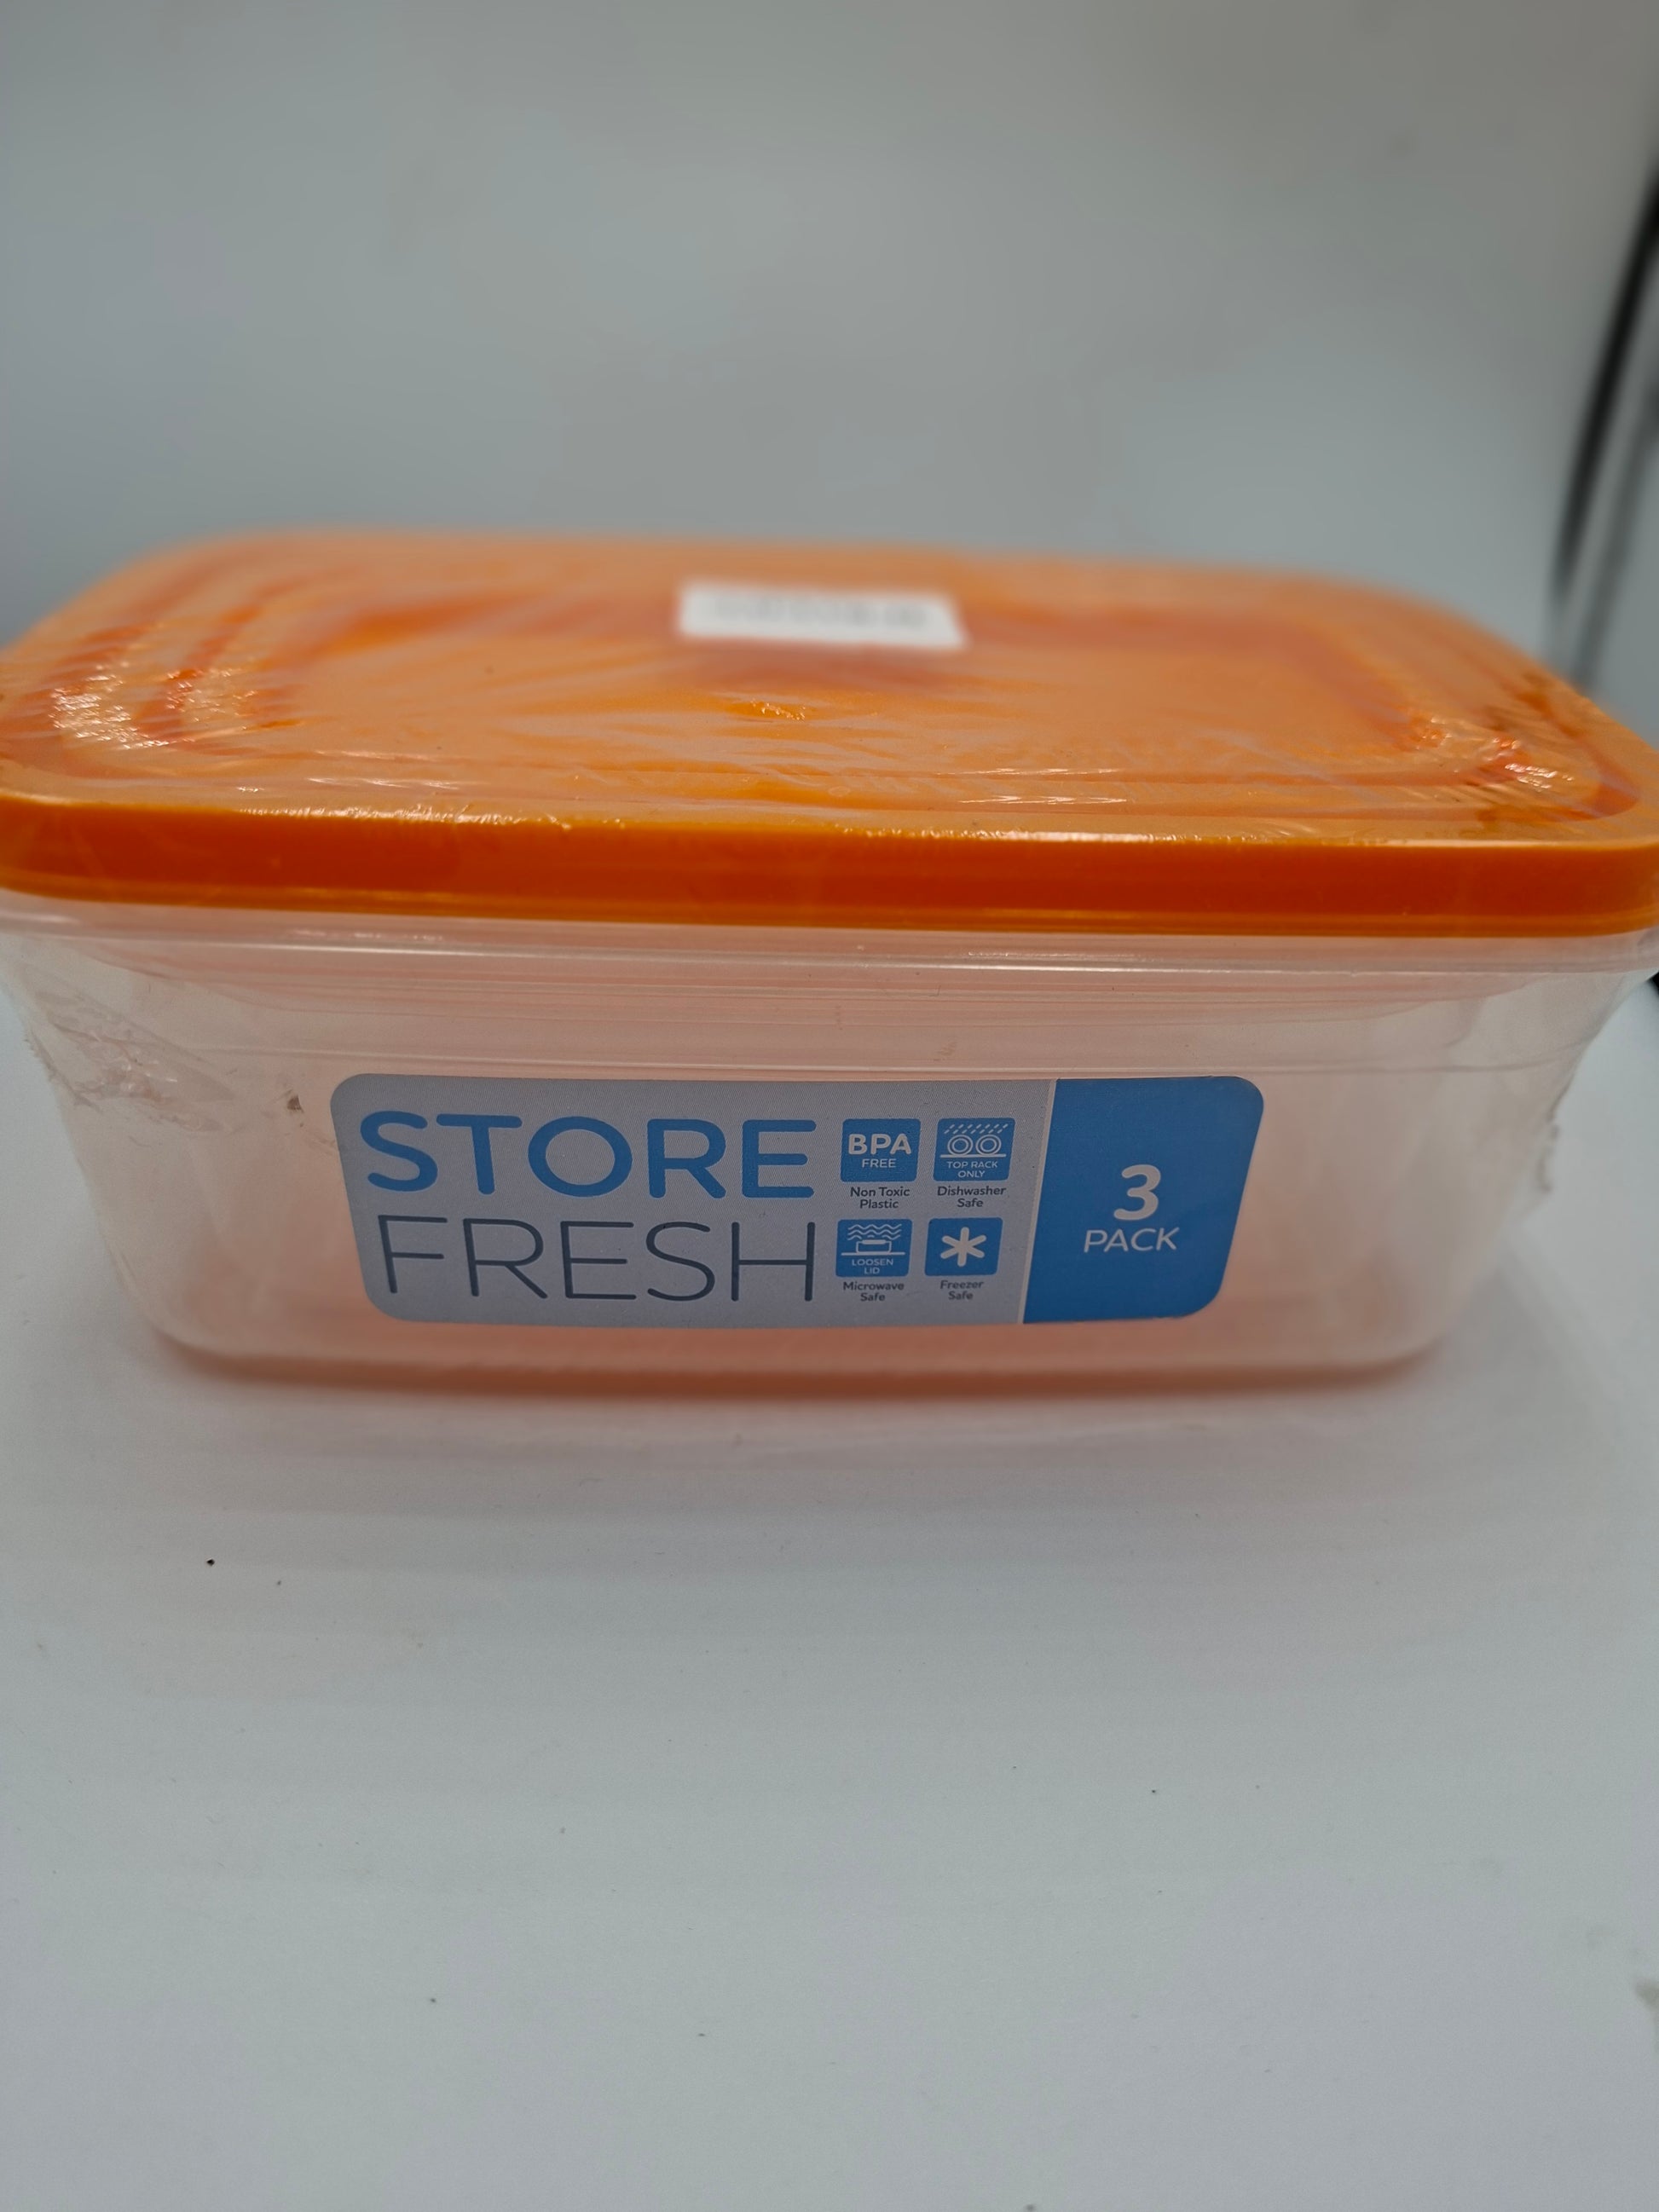 STORE
FRESH
BPA
FREE
Non Toxic
Plastic
TOP RACK
ONLY
Dishwasher
Safe
LOOSEN
LID
Microwave
Safe
Freezer
Safe
3
PACK